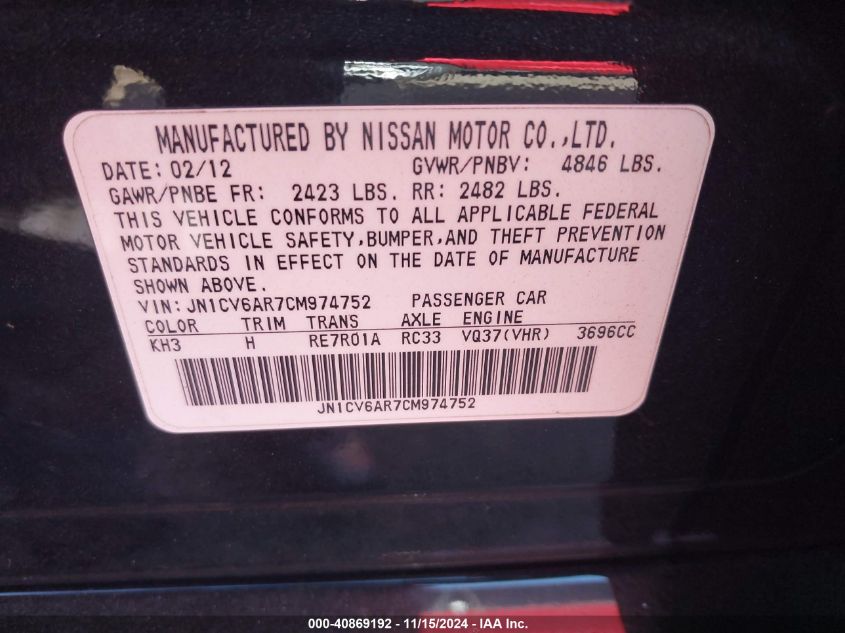 MANUFACTURED BY NISSAN MOTOR CO.,LTD.
DATE: 02/12 GVWR/PNBV: 4846 LBS.
GAWR/PNBE FR: 2423 LBS. RR: 2482 LBS.
THIS VEHICLE CONFORMS TO ALL APPLICABLE FEDERAL
MOTOR VEHICLE SAFETY,BUMPER,AND THEFT PREVENTION
STANDARDS IN EFFECT ON THE DATE OF MANUFACTURE
SHOWN ABOVE.
VIN: JN1CV6AR7CM974752 PASSENGER CAR
COLOR TRIM TRANS AXLE ENGINE
KH3 H RE7R01A RC33 VQ37(VHR) 3696CC
JN1CV6AR7CM974752
000-40869192 - 11/15/2024 - IAA Inc.